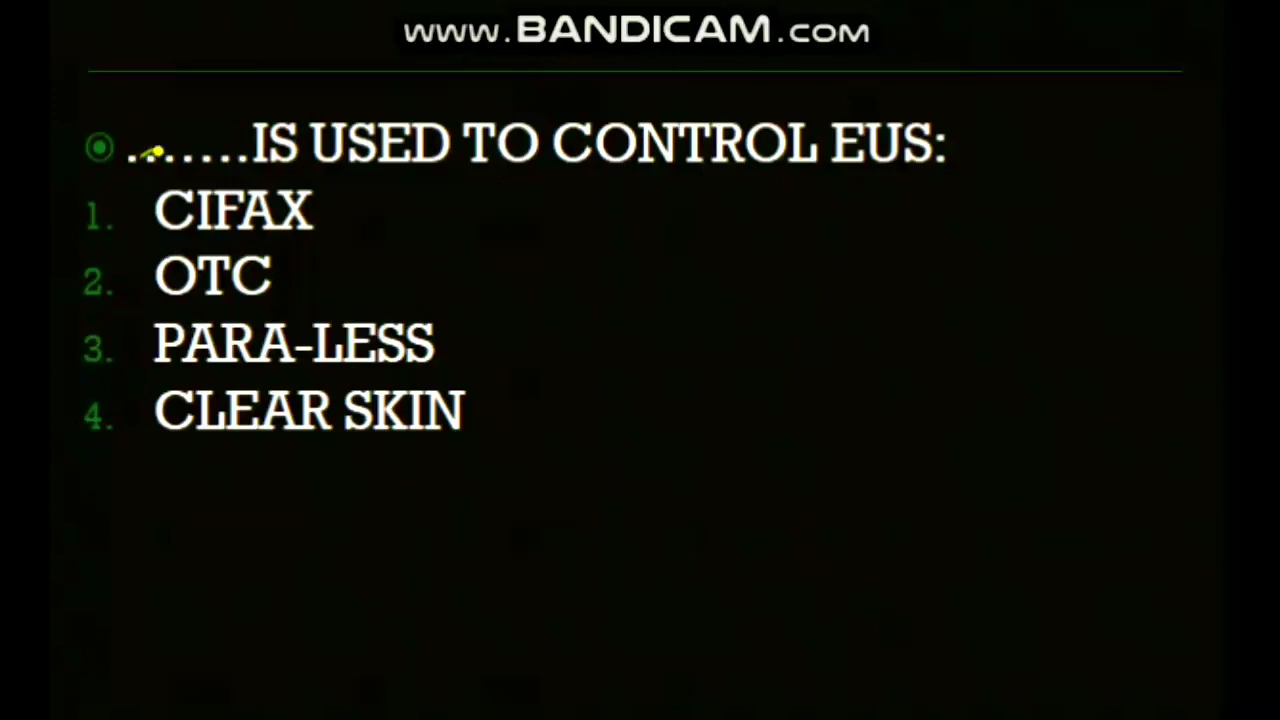 www.BANDICAM.com
.......IS USED TO CONTROL EUS:
1. CIFAX
2. OTC
3. PARA-LESS
4. CLEAR SKIN